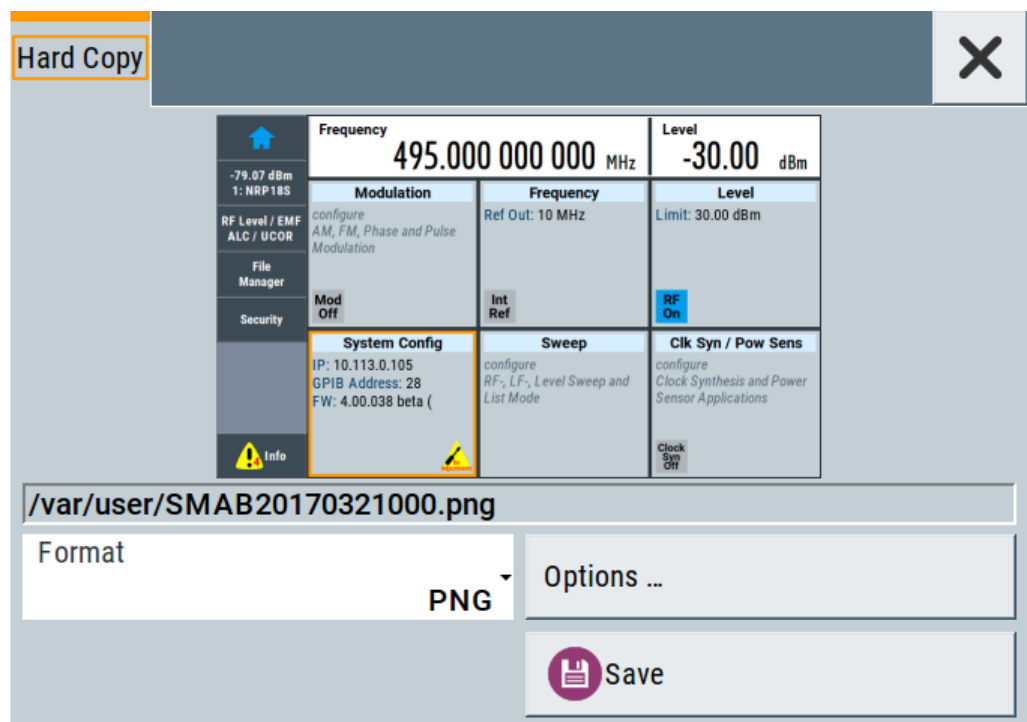 Hard Copy
Frequency
495.000 000 000 MHz
Level
-30.00 dBm
-79.07 dBm
1: NRP18S
RF Level / EMF
ALC / UCOR
File
Manager
Security
Info
Modulation
configure
AM, FM, Phase and Pulse
Modulation
Mod
Off
Frequency
Ref Out: 10 MHz
Int
Ref
Level
Limit: 30.00 dBm
RF
On
System Config
IP: 10.113.0.105
GPIB Address: 28
FW: 4.00.038 beta (
Sweep
configure
RF-, LF-, Level Sweep and
List Mode
Clk Syn / Pow Sens
configure
Clock Synthesis and Power
Sensor Applications
Clock
Syn
Off
/var/user/SMAB20170321000.png
Format
PNG
Options ...
Save